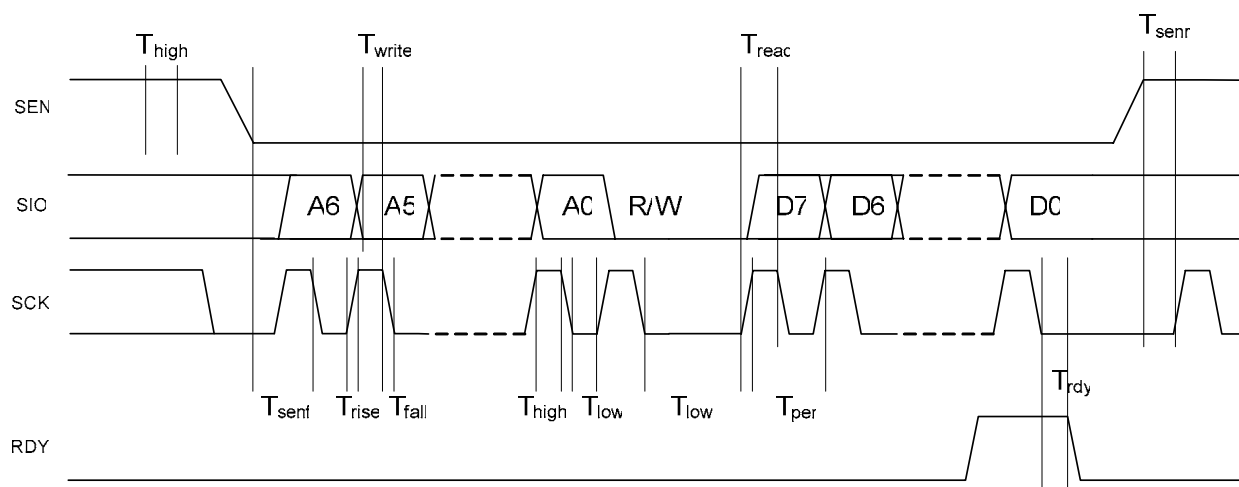 Thigh Twrite Tread Tsenr
SEN
SIO A6 A5 A0 R/W D7 D6 D0
SCK
Tsenf Trise Tfall Thigh Tlow Tlow Tper Trdy
RDY